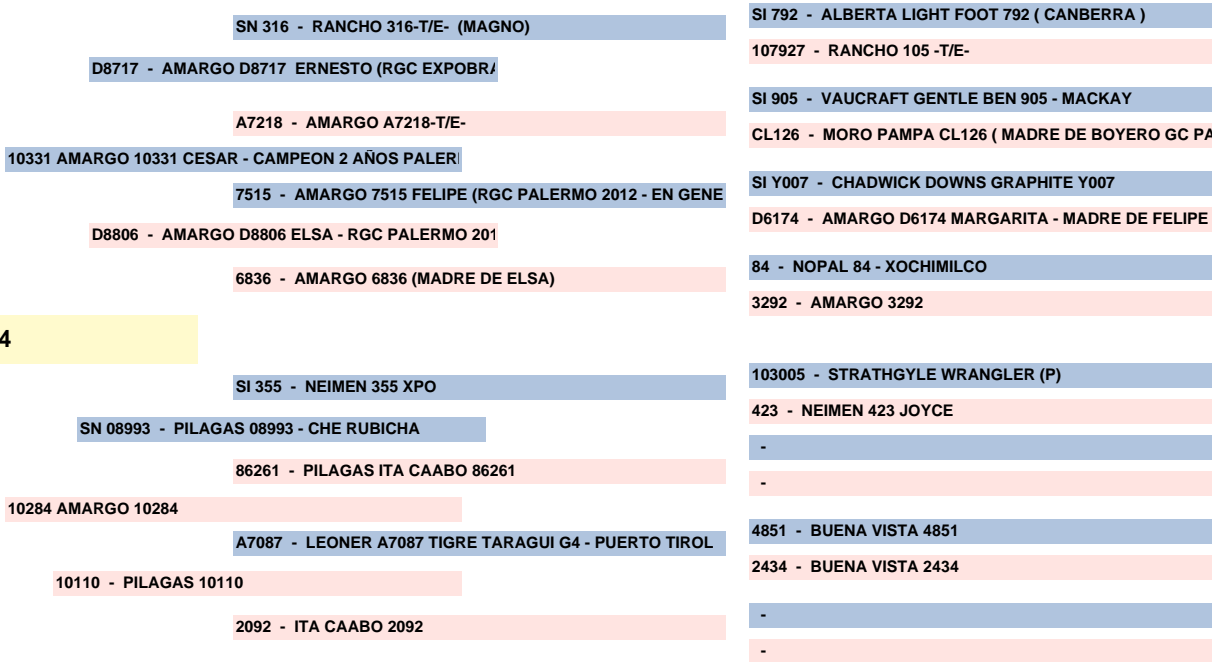 SI 792 - ALBERTA LIGHT FOOT 792 ( CANBERRA )
SN 316 - RANCHO 316-T/E- (MAGNO)
107927 - RANCHO 105 -T/E-
D8717 - AMARGO D8717 ERNESTO (RGC EXPOBRA
SI 905 - VAUCRAFT GENTLE BEN 905 - MACKAY
A7218 - AMARGO A7218-T/E-
CL126 - MORO PAMPA CL126 ( MADRE DE BOYERO GC PA
10331 AMARGO 10331 CESAR - CAMPEON 2 AÑOS PALER
SI Y007 - CHADWICK DOWNS GRAPHITE Y007
7515 - AMARGO 7515 FELIPE (RGC PALERMO 2012 - EN GENE
D6174 - AMARGO D6174 MARGARITA - MADRE DE FELIPE
D8806 - AMARGO D8806 ELSA - RGC PALERMO 201
84 - NOPAL 84 - XOCHIMILCO
6836 - AMARGO 6836 (MADRE DE ELSA)
3292 - AMARGO 3292
4
103005 - STRATHGYLE WRANGLER (P)
SI 355 - NEIMEN 355 XPO
423 - NEIMEN 423 JOYCE
SN 08993 - PILAGAS 08993 - CHE RUBICHA
-
86261 - PILAGAS ITA CAABO 86261
-
10284 AMARGO 10284
4851 - BUENA VISTA 4851
A7087 - LEONER A7087 TIGRE TARAGUI G4 - PUERTO TIROL
2434 - BUENA VISTA 2434
10110 - PILAGAS 10110
-
2092 - ITA CAABO 2092
-